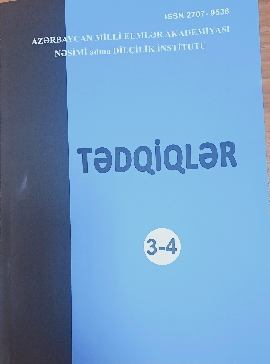 ISSN 2707-9538
AZƏRBAYCAN MİLLİ ELMLƏR AKADEMİYASI
NƏSİMİ adına DİLÇİLİK İNSTİTUTU
TƏDQİQLƏR
3-4